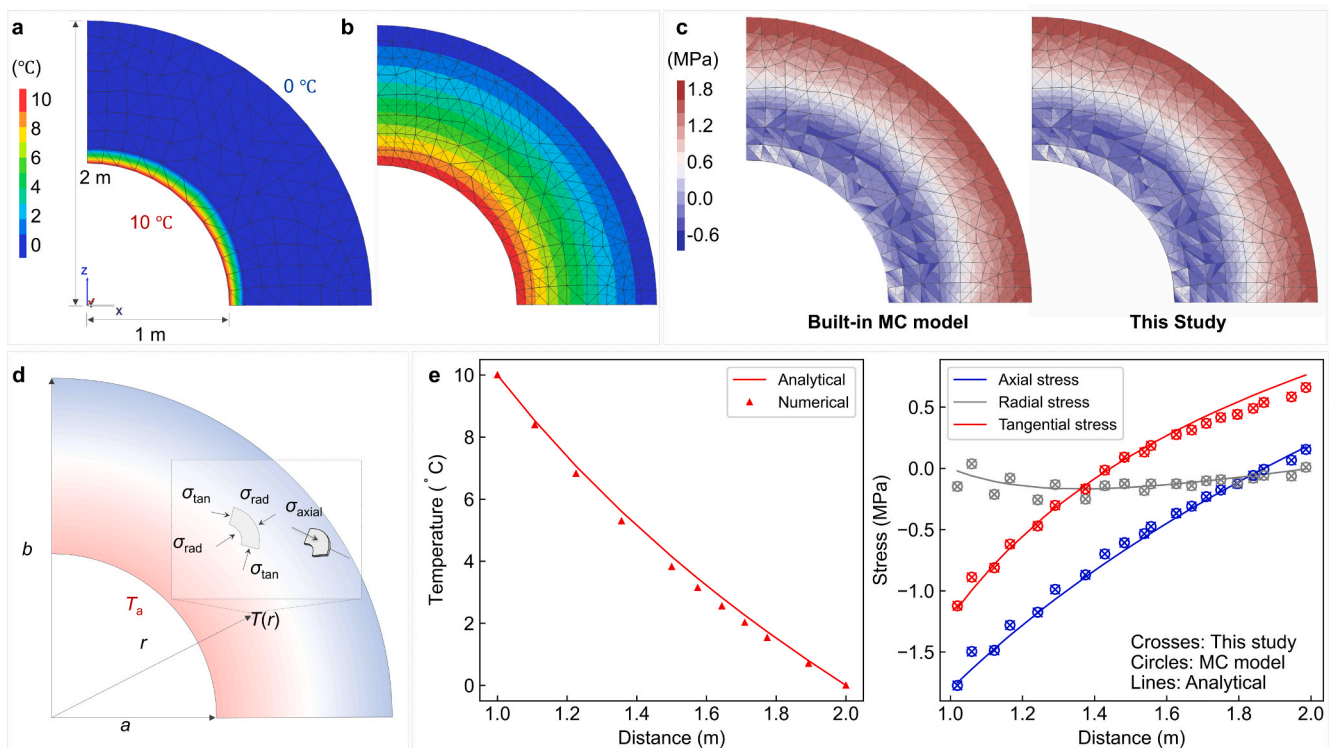 a
(℃)
10
8
6
4
2
0
0 ℃
2 m
10 ℃
z
x
1 m
b
c
(MPa)
1.8
1.2
0.6
0.0
-0.6
Built-in MC model
This Study
d
σtan
σrad
σaxial
σrad
σtan
b
Ta
T(r)
r
a
e
Temperature (°C)
10
8
6
4
2
0
Analytical
Numerical
1.0
1.2
1.4
1.6
1.8
2.0
Distance (m)
Stress (MPa)
0.5
0.0
−0.5
−1.0
−1.5
Axial stress
Radial stress
Tangential stress
Crosses: This study
Circles: MC model
Lines: Analytical
1.0
1.2
1.4
1.6
1.8
2.0
Distance (m)